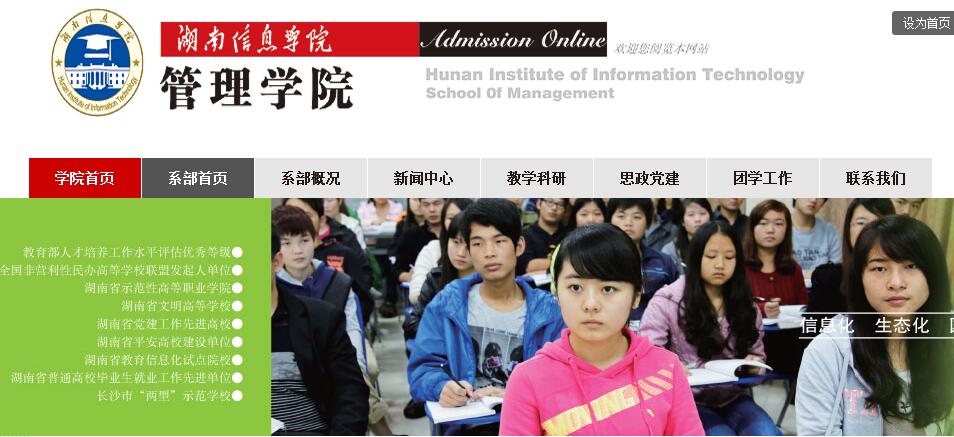 设为首页
湖南信息学院
Hunan Institute of Information Technology
湖南信息学院 Admission Online 欢迎您阅览本网站
管理学院
Hunan Institute of Information Technology
School Of Management
学院首页 系部首页 系部概况 新闻中心 教学科研 思政党建 团学工作 联系我们
教育部人才培养工作水平评估优秀等级●
全国非营利性民办高等学校联盟发起人单位●
湖南省示范性高等职业学院●
湖南省文明高等学校●
湖南省党建工作先进高校●
湖南省平安高校建设单位●
湖南省教育信息化试点院校●
湖南省普通高校毕业生就业工作先进单位●
长沙市“两型”示范学校●
信息化 生态化